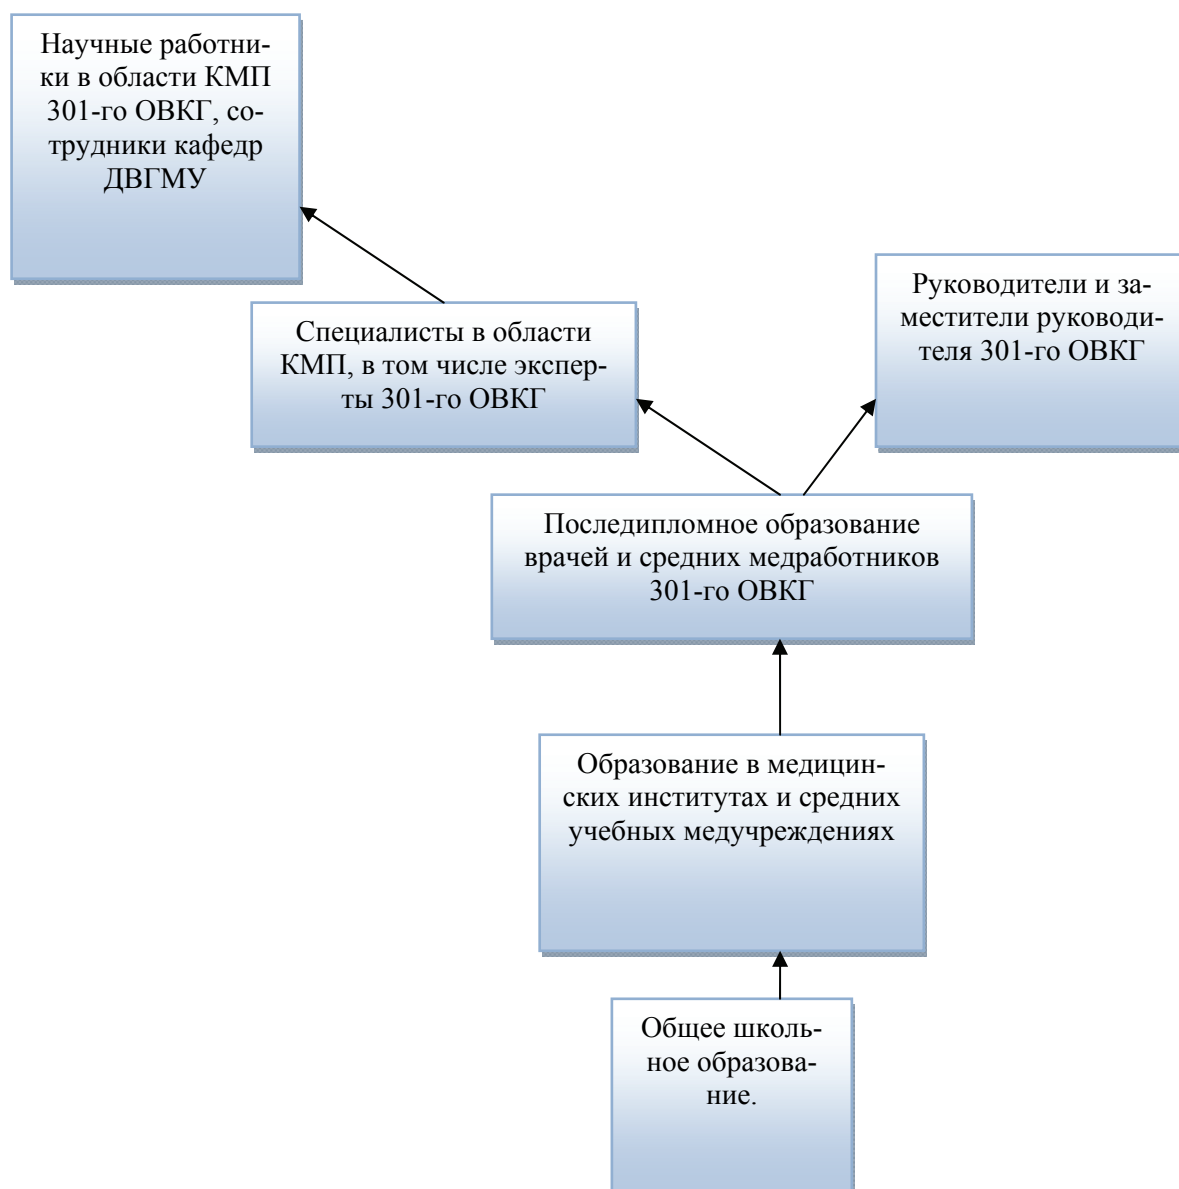 Научные работни-
ки в области КМП
301-го ОВКГ, со-
трудники кафедр
ДВГМУ
Руководители и за-
местители руководи-
теля 301-го ОВКГ
Специалисты в области
КМП, в том числе экспер-
ты 301-го ОВКГ
Последипломное образование
врачей и средних медработников
301-го ОВКГ
Образование в медицин-
ских институтах и средних
учебных медучреждениях
Общее школь-
ное образова-
ние.